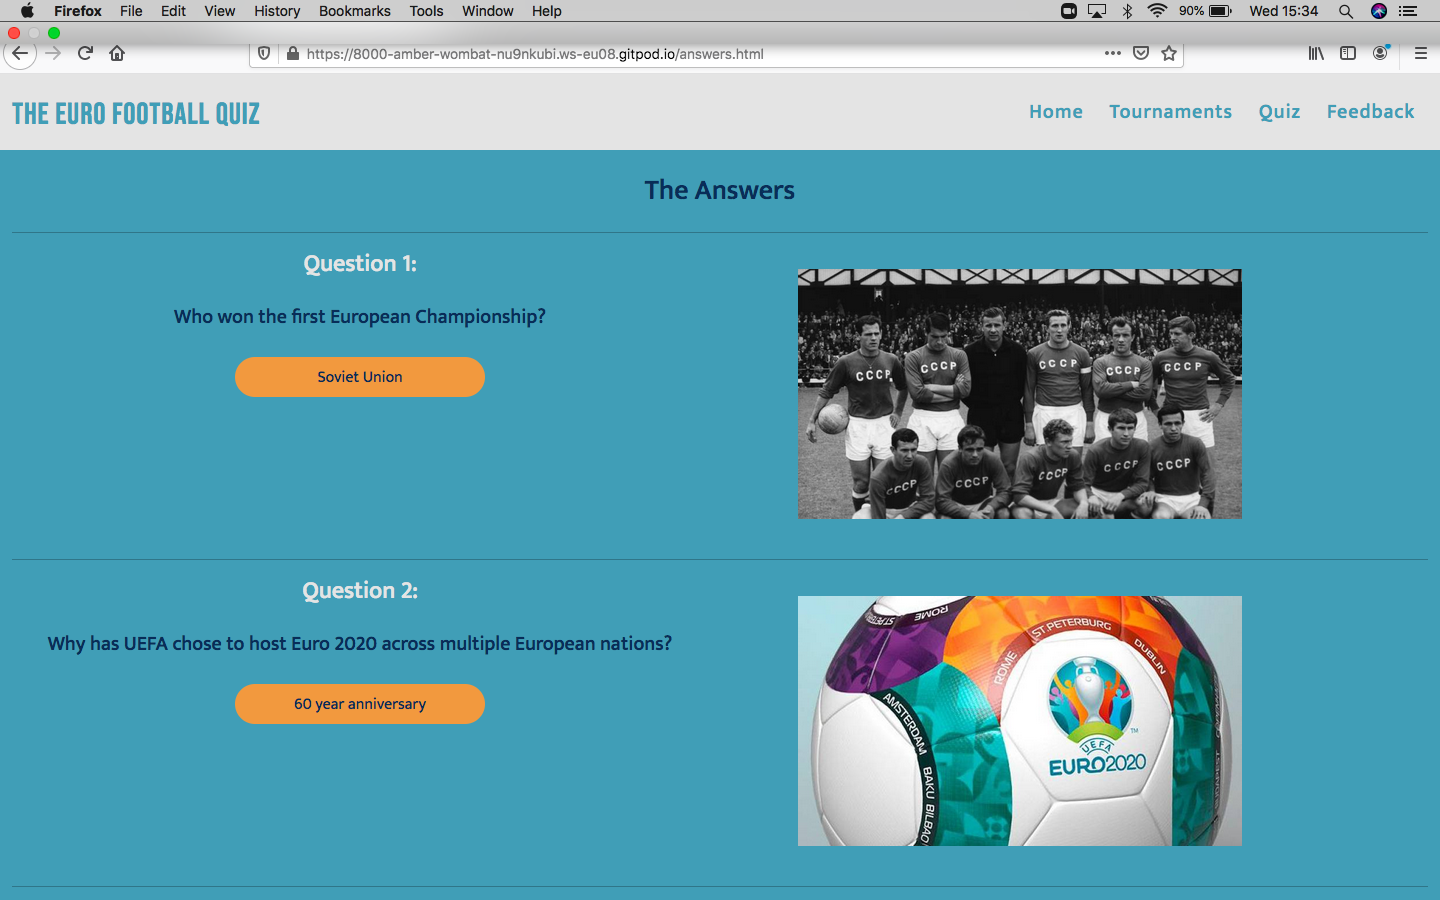 Firefox File Edit View History Bookmarks Tools Window Help 90% Wed 15:34
https://8000-amber-wombat-nu9nkubi.ws-eu08.gitpod.io/answers.html
THE EURO FOOTBALL QUIZ
Home Tournaments Quiz Feedback
The Answers
Question 1:
Who won the first European Championship?
Soviet Union
CCCP
CCCP
CCCP
CCCP
CCCP
CCCP
CCCP
CCCP
CCCP
CCCP
Question 2:
Why has UEFA chose to host Euro 2020 across multiple European nations?
60 year anniversary
ROME
ST.PETERSBURG
ROME
DUBLIN
AMSTERDAM
BAKU
BILBAO
BUDAPEST
UEFA
EURO2020
TM